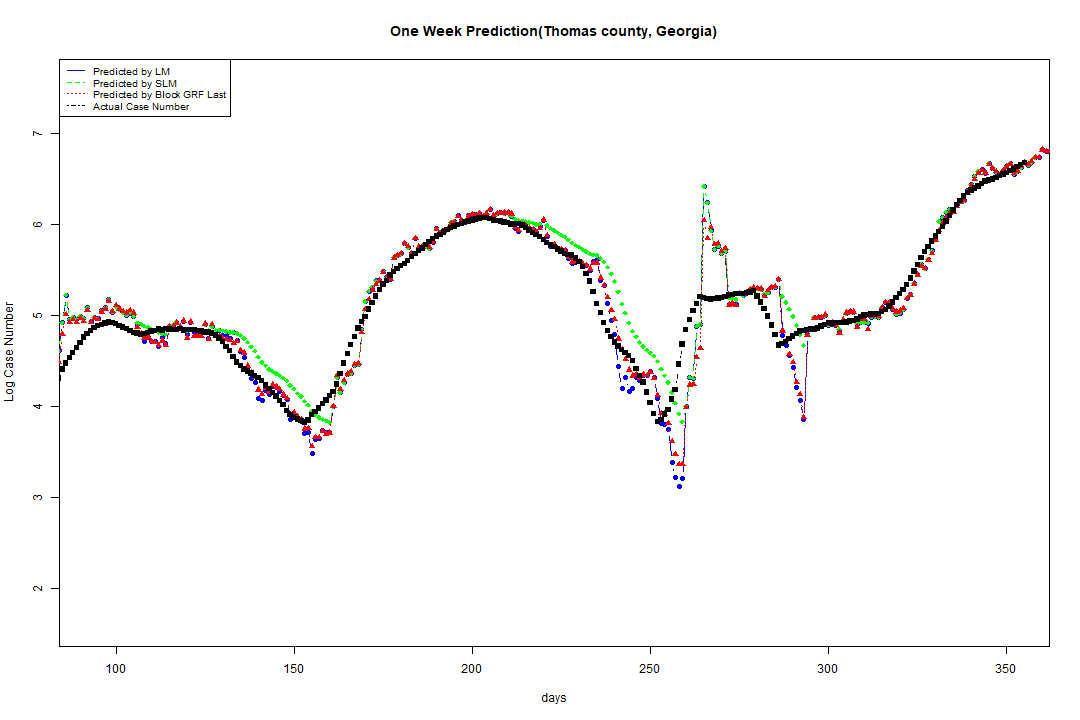 One Week Prediction(Thomas county, Georgia)
Predicted by LM
Predicted by SLM
Predicted by Block GRF Last
Actual Case Number
Log Case Number
7
6
5
4
3
2
100 150 200 250 300 350
days